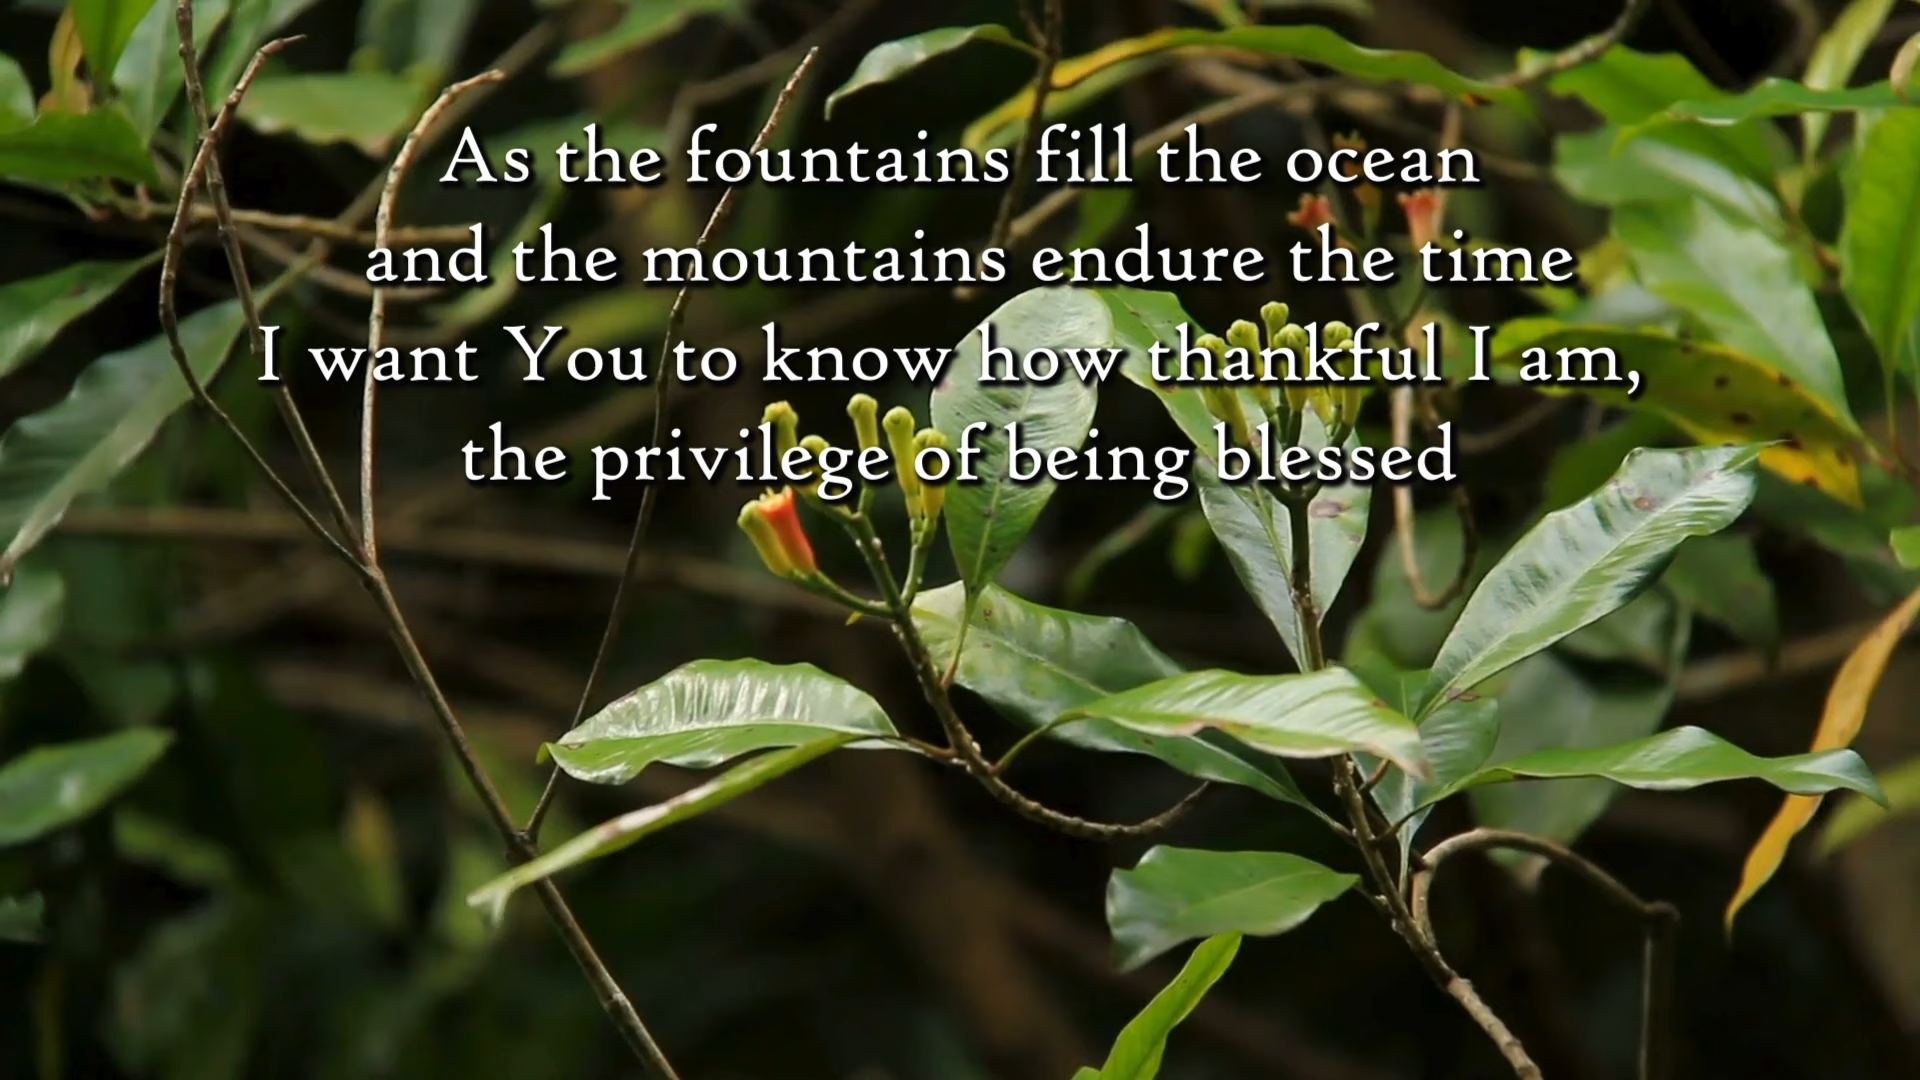 As the fountains fill the ocean
and the mountains endure the time
I want You to know how thankful I am,
the privilege of being blessed